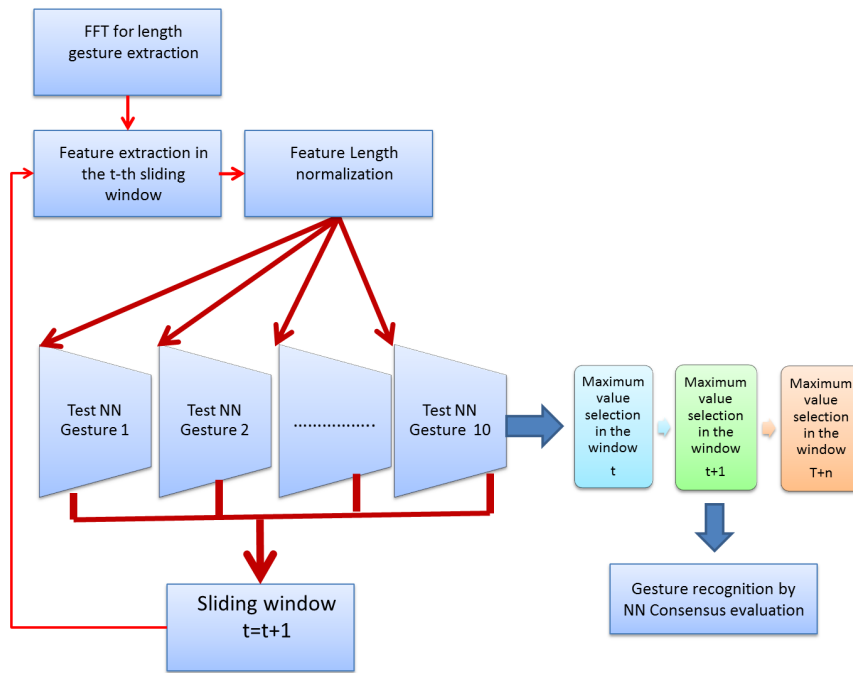 FFT for length
gesture extraction
Feature extraction in
the t-th sliding
window
Feature Length
normalization
Test NN
Gesture 1
Test NN
Gesture 2
................
Test NN
Gesture 10
Maximum
value
selection
in the
window
t
Maximum
value
selection
in the
window
t+1
Maximum
value
selection
in the
window
T+n
Sliding window
t=t+1
Gesture recognition by
NN Consensus evaluation